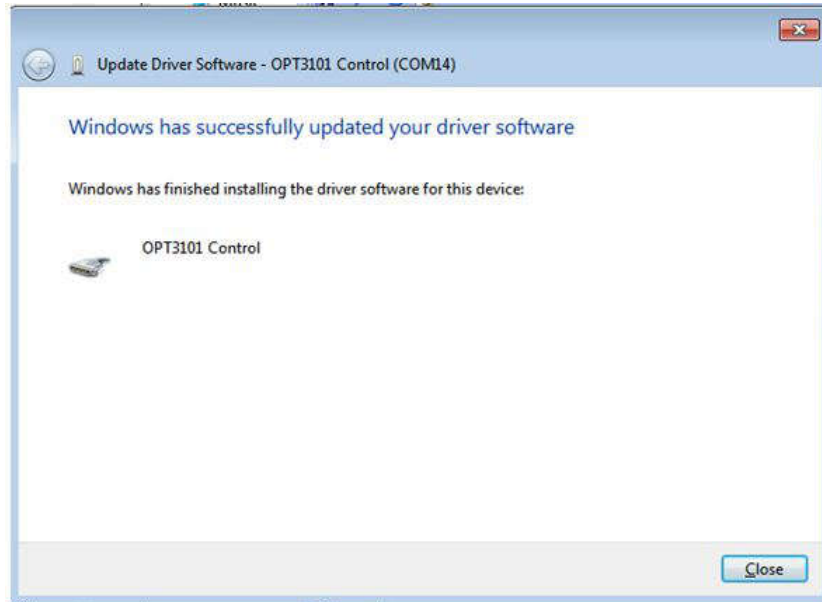 Update Driver Software - OPT3101 Control (COM14)
Windows has successfully updated your driver software
Windows has finished installing the driver software for this device:
OPT3101 Control
Close